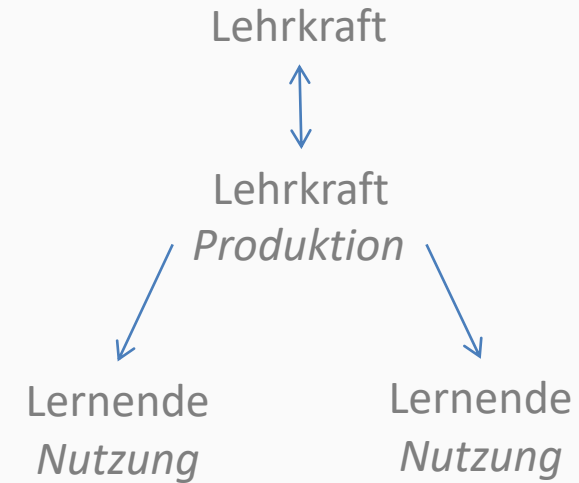 Lehrkraft
Lehrkraft
Produktion
Lernende
Nutzung
Lernende
Nutzung